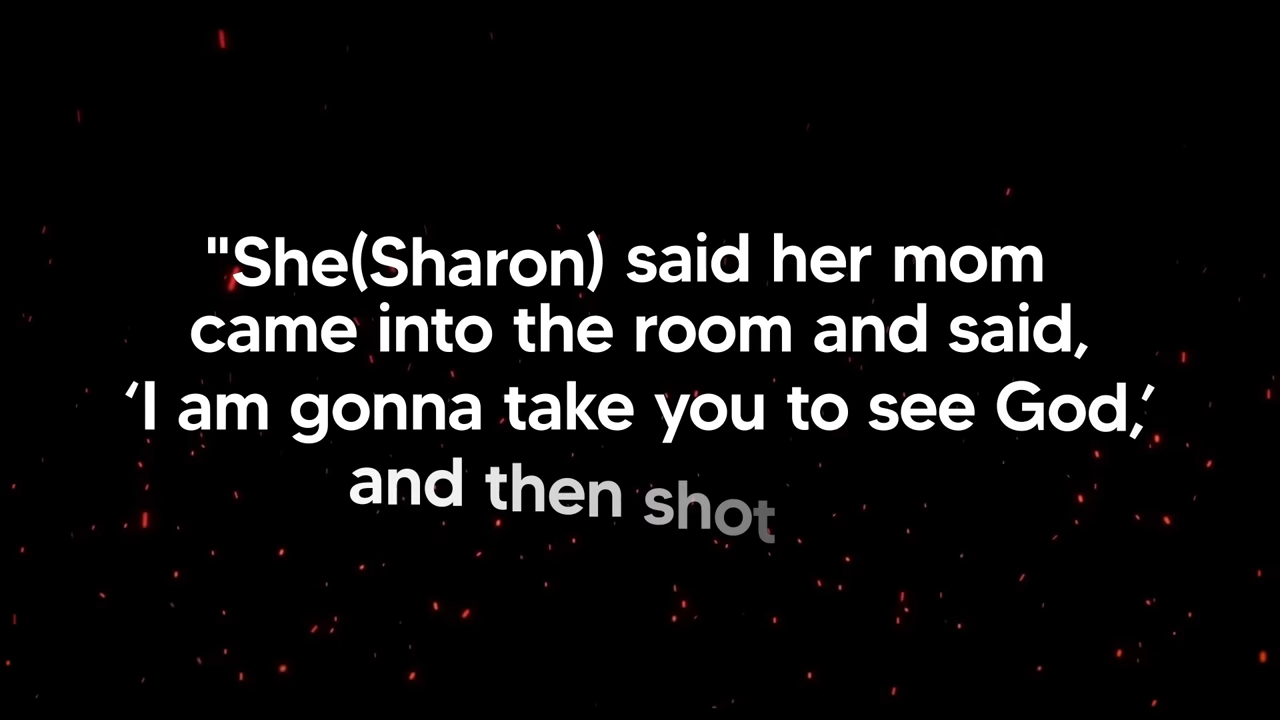 "She(Sharon) said her mom
came into the room and said,
‘I am gonna take you to see God,’
and then shot